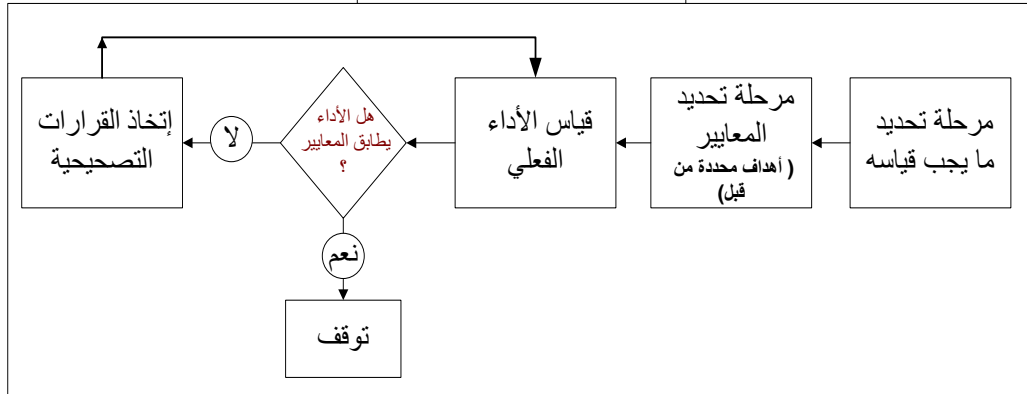 مرحلة تحديد
ما يجب قياسه
مرحلة تحديد
المعايير
( أهداف محددة من
قبل)
قياس الأداء
الفعلي
هل الأداء
يطابق المعايير
؟
لا
إتخاذ القرارات
التصحيحية
نعم
توقف